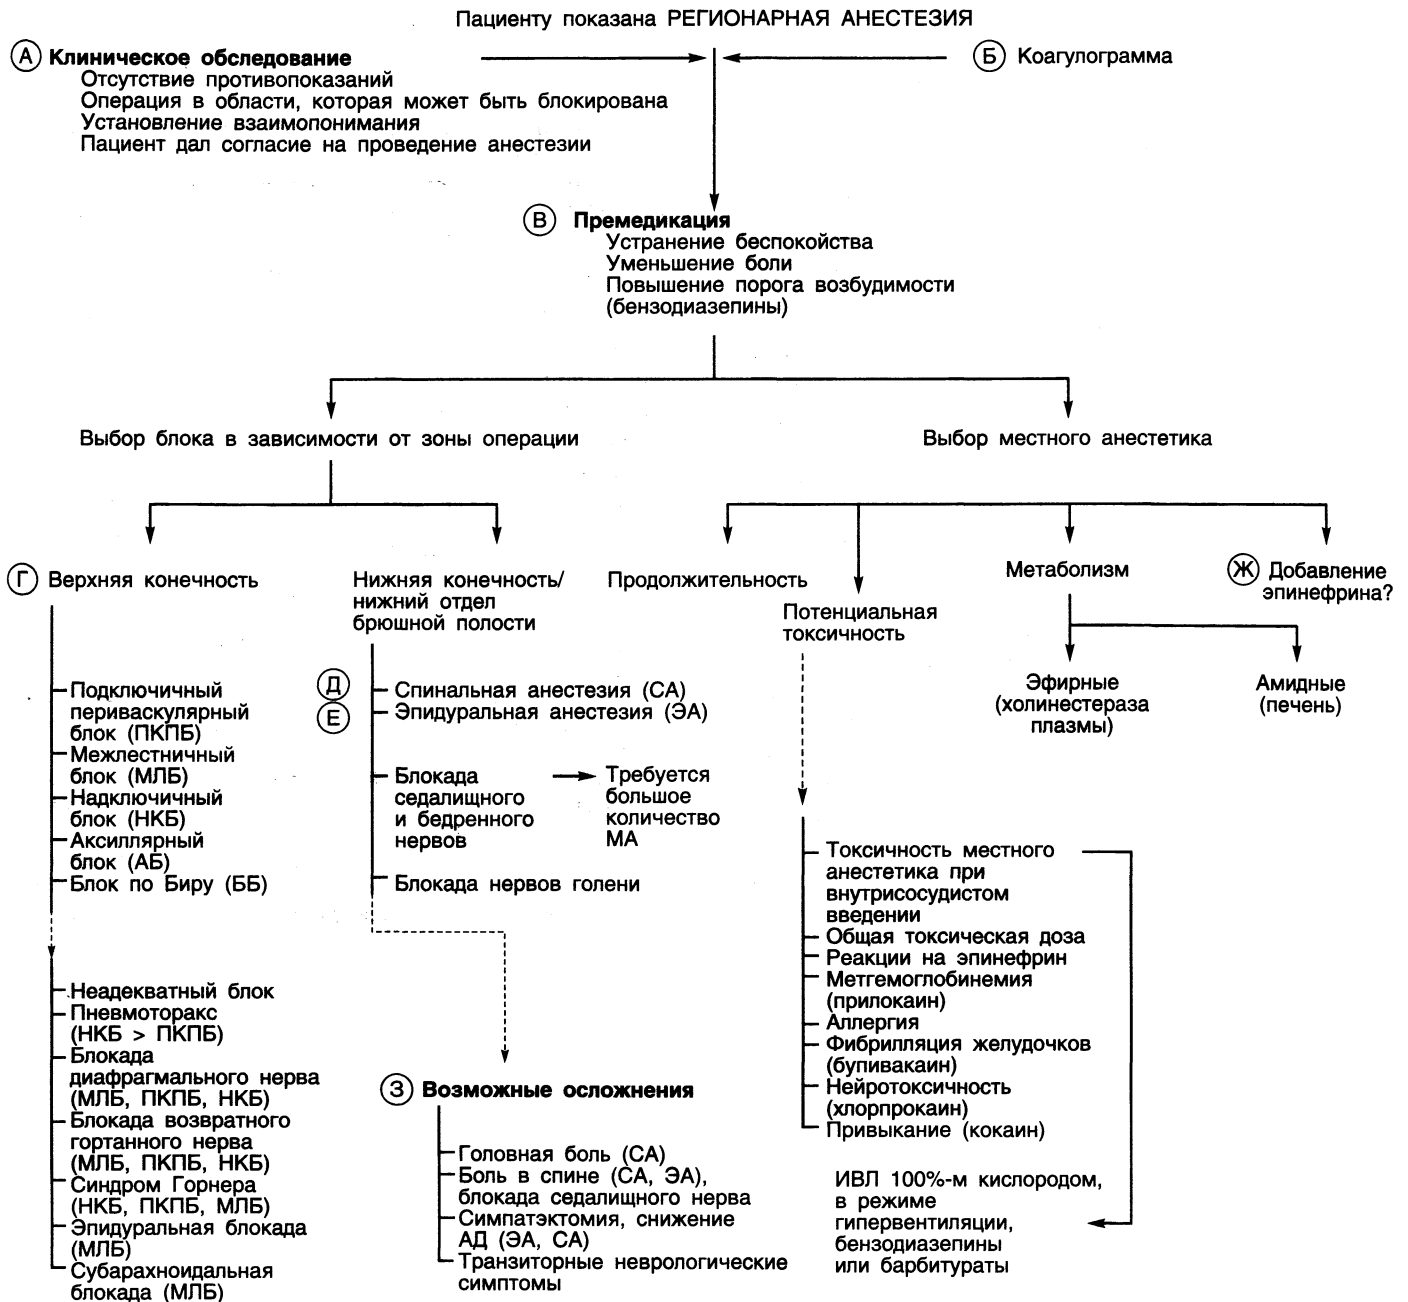 Пациенту показана РЕГИОНАРНАЯ АНЕСТЕЗИЯ
А Клиническое обследование
Отсутствие противопоказаний
Операция в области, которая может быть блокирована
Установление взаимопонимания
Пациент дал согласие на проведение анестезии
Б Коагулограмма
В Премедикация
Устранение беспокойства
Уменьшение боли
Повышение порога возбудимости
(бензодиазепины)
Выбор блока в зависимости от зоны операции
Выбор местного анестетика
Г Верхняя конечность
Подключичный
периваскулярный
блок (ПКПБ)
Межлестничный
блок (МЛБ)
Надключичный
блок (НКБ)
Аксиллярный
блок (АБ)
Блок по Биру (ББ)
Неадекватный блок
Пневмоторакс
(НКБ > ПКПБ)
Блокада
диафрагмального нерва
(МЛБ, ПКПБ, НКБ)
Блокада возвратного
гортанного нерва
(МЛБ, ПКПБ, НКБ)
Синдром Горнера
(НКБ, ПКПБ, МЛБ)
Эпидуральная блокада
(МЛБ)
Субарахноидальная
блокада (МЛБ)
Нижняя конечность/
нижний отдел
брюшной полости
Д Спинальная анестезия (СА)
Е Эпидуральная анестезия (ЭА)
Блокада
седалищного
и бедренного
нервов
Требуется
большое
количество
МА
Блокада нервов голени
З Возможные осложнения
Головная боль (СА)
Боль в спине (СА, ЭА),
блокада седалищного нерва
Симпатэктомия, снижение
АД (ЭА, СА)
Транзиторные неврологические
симптомы
Продолжительность
Потенциальная
токсичность
Токсичность местного
анестетика при
внутрисосудистом
введении
Общая токсическая доза
Реакции на эпинефрин
Метгемоглобинемия
(прилокаин)
Аллергия
Фибрилляция желудочков
(бупивакаин)
Нейротоксичность
(хлорпрокаин)
Привыкание (кокаин)
ИВЛ 100%-м кислородом,
в режиме
гипервентиляции,
бензодиазепины
или барбитураты
Метаболизм
Эфирные
(холинестераза
плазмы)
Амидные
(печень)
Ж Добавление
эпинефрина?